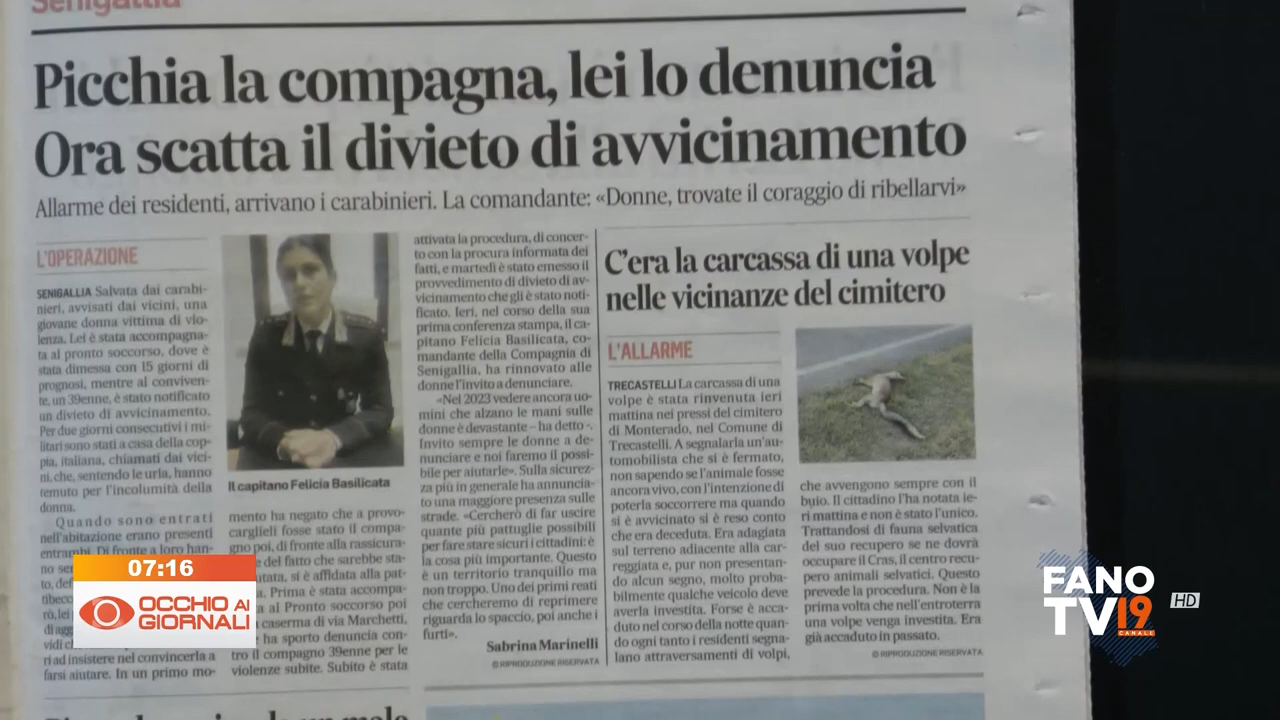 Senigallia
Picchia la compagna, lei lo denuncia
Ora scatta il divieto di avvicinamento
Allarme dei residenti, arrivano i carabinieri. La comandante: «Donne, trovate il coraggio di ribellarvi»
L'OPERAZIONE
SENIGALLIA Salvata dai carabi-
nieri, avvisati dai vicini, una
giovane donna vittima di vio-
lenza. Lei è stata accompagna-
ta al pronto soccorso, dove è
stata dimessa con 15 giorni di
prognosi, mentre al conviven-
te, un 39enne, è stato notificato
un divieto di avvicinamento.
Per due giorni consecutivi i mi-
litari sono stati a casa della cop-
pia, italiana, chiamati dai vici-
ni, che, sentendo le urla, hanno
temuto per l'incolumità della
donna.
Quando sono entrati
nell'abitazione erano presenti
entrambi. Di fronte a loro han-
no
to,
rò, lei
di
vidi
ri ad insistere nel convincerla a
farsi aiutare. In un primo mo-
Il capitano Felicia Basilicata
mento ha negato che a provo-
carglieli fosse stato il compa-
gno poi, di fronte alla rassicura-
del fatto che sarebbe sta-
utata, si è affidata alla pat-
Prima è stata accompa-
a al Pronto soccorso poi
caserma di via Marchetti,
e ha sporto denuncia con-
tro il compagno 39enne per le
violenze subite. Subito è stata
attivata la procedura, di concer-
to con la procura informata dei
fatti, e martedì è stato emesso il
provvedimento di divieto di av-
vicinamento che gli è stato noti-
ficato. Ieri, nel corso della sua
prima conferenza stampa, il ca-
pitano Felicia Basilicata, co-
mandante della Compagnia di
Senigallia, ha rinnovato alle
donne l'invito a denunciare.
«Nel 2023 vedere ancora uo-
mini che alzano le mani sulle
donne è devastante – ha detto -.
Invito sempre le donne a de-
nunciare e noi faremo il possi-
bile per aiutarle». Sulla sicurez-
za più in generale ha annuncia-
to una maggiore presenza sulle
strade. «Cercherò di far uscire
quante più pattuglie possibili
per fare stare sicuri i cittadini: è
la cosa più importante. Questo
è un territorio tranquillo ma
non troppo. Uno dei primi reati
che cercheremo di reprimere
riguarda lo spaccio, poi anche i
furti».
Sabrina Marinelli
© RIPRODUZIONE RISERVATA
C'era la carcassa di una volpe
nelle vicinanze del cimitero
L'ALLARME
TRECASTELLI La carcassa di una
volpe è stata rinvenuta ieri
mattina nei pressi del cimitero
di Monterado, nel Comune di
Trecastelli. A segnalarla un'au-
tomobilista che si è fermato,
non sapendo se l'animale fosse
ancora vivo, con l'intenzione di
poterla soccorrere ma quando
si è avvicinato si è reso conto
che era deceduta. Era adagiata
sul terreno adiacente alla car-
reggiata e, pur non presentan-
do alcun segno, molto proba-
bilmente qualche veicolo deve
averla investita. Forse è acca-
duto nel corso della notte quan-
do ogni tanto i residenti segna-
lano attraversamenti di volpi,
che avvengono sempre con il
buio. Il cittadino l'ha notata ie-
ri mattina e non è stato l'unico.
Trattandosi di fauna selvatica
del suo recupero se ne dovrà
occupare il Cras, il centro recu-
pero animali selvatici. Questo
prevede la procedura. Non è la
prima volta che nell'entroterra
una volpe venga investita. Era
già accaduto in passato.
© RIPRODUZIONE RISERVATA
07:16
OCCHIO AI
GIORNALI
FANO
TV19
CANALE
HD